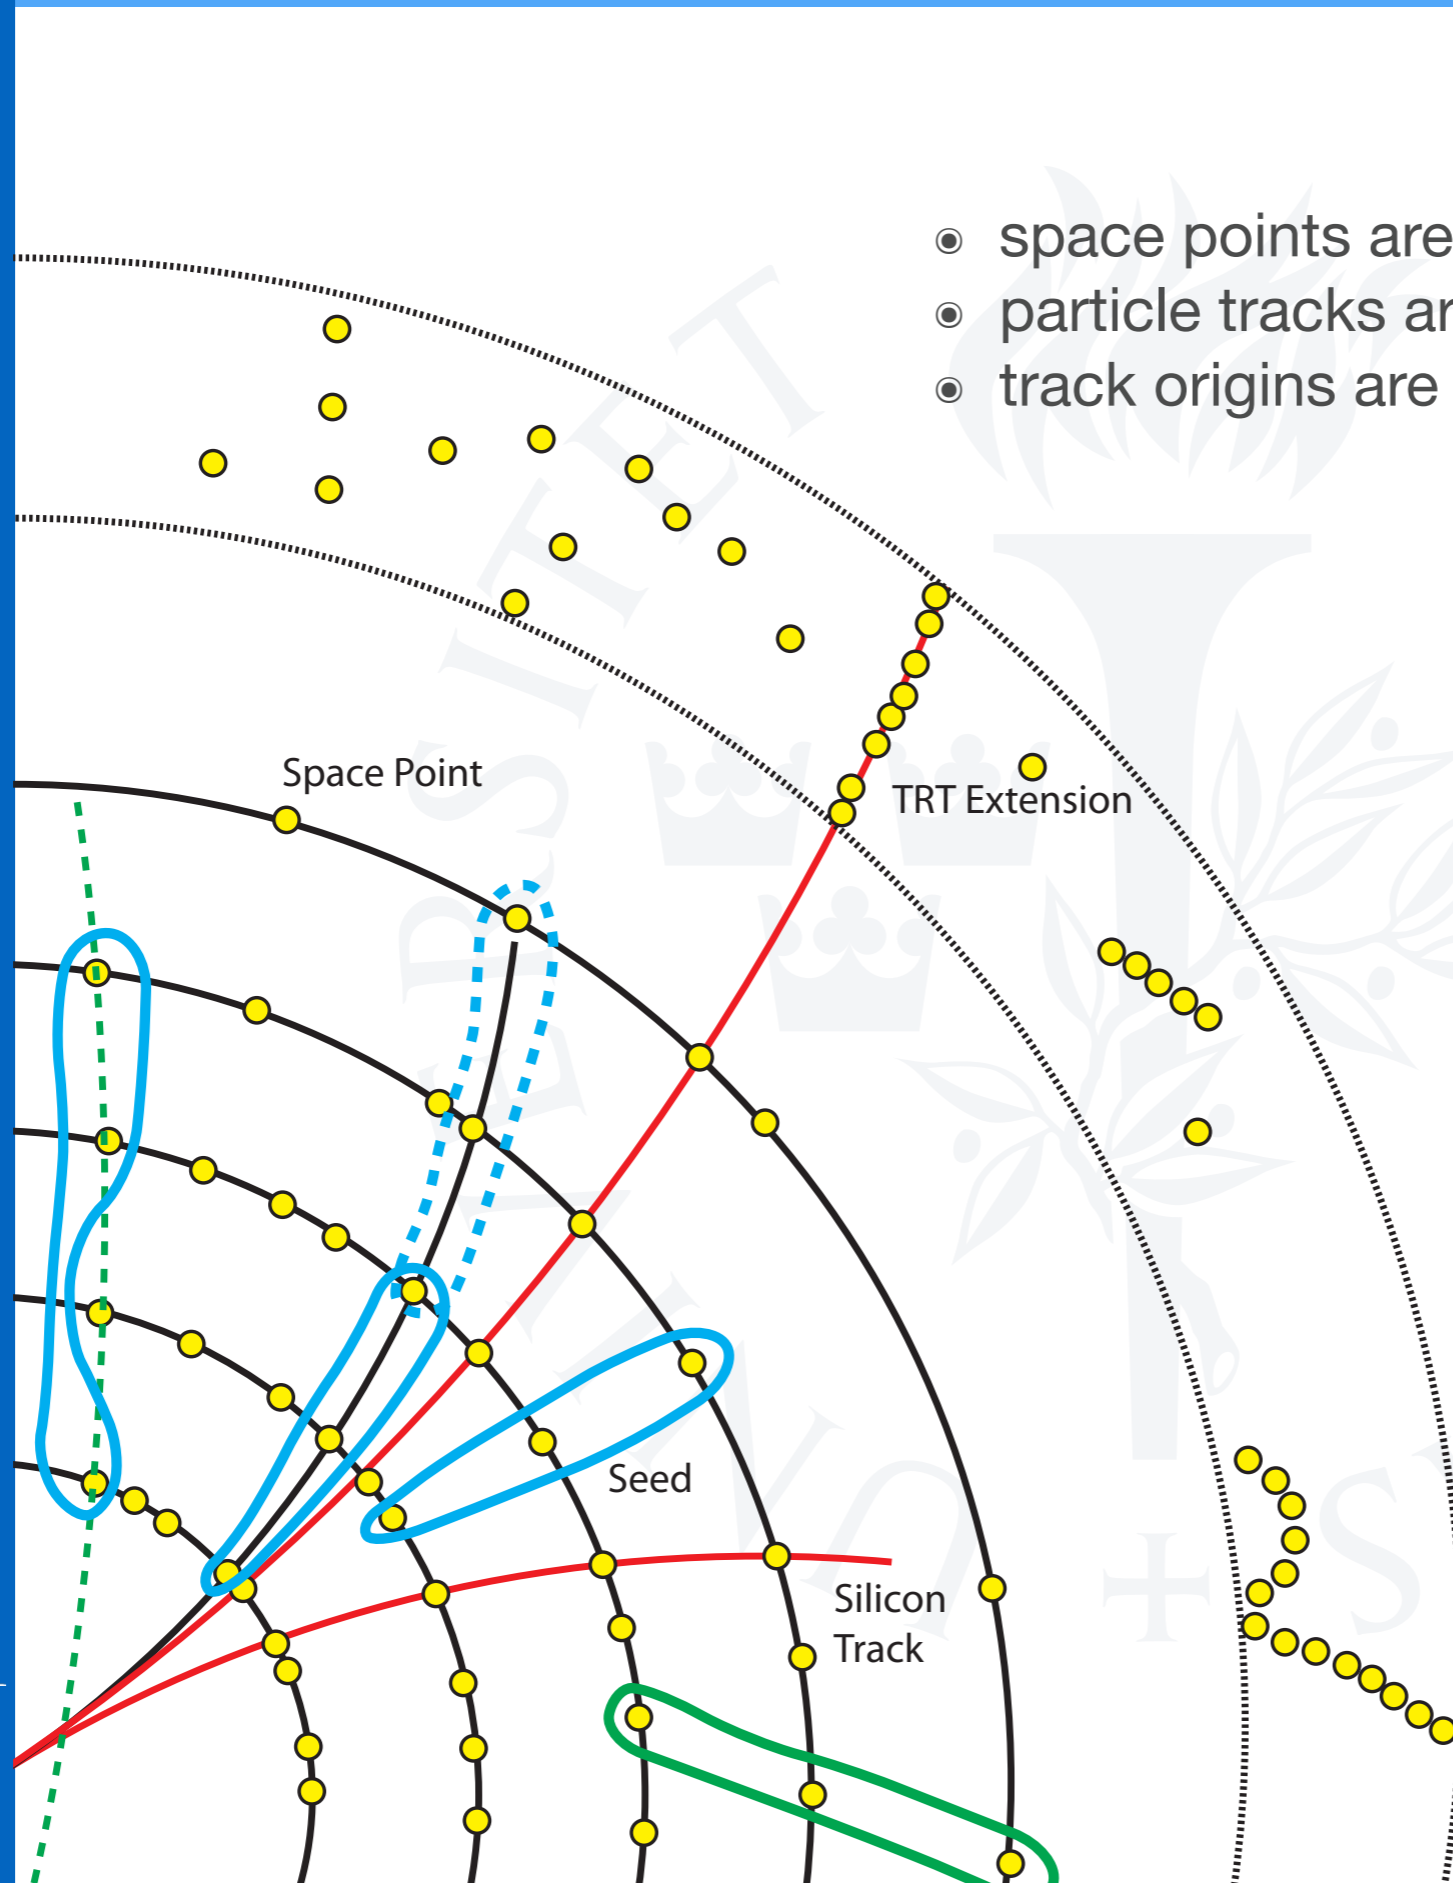 space points are
particle tracks ar
track origins are
Space Point
TRT Extension
Seed
Silicon
Track